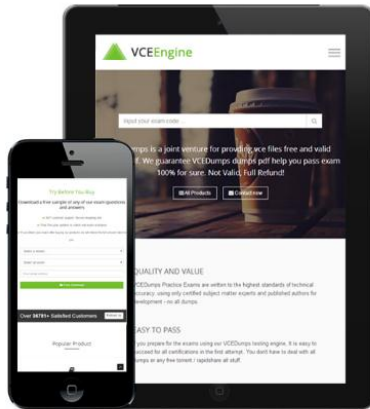 VCEEngine
Input your exam code ...
umps is a joint venture for providng vce files free and valid
f. We guarantee VCEDumps dumps pdf help you pass exam
100% for sure. Not Valid, Full Refund!
All Products
Contact now
QUALITY AND VALUE
VCEDumps Practice Exams are written to the highest standards of technical
ccuracy, using only certified subject matter experts and published authors for
evelopment - no all dumps.
EASY TO PASS
f you prepare for the exams using our VCEDumps testing engine, It is easy to
ucceed for all certifications in the first attempt. You don't have to deal with all
umps or any free torrent / rapidshare all stuff.
Try Before You Buy
Download a free sample of any of our exam questions
and answers
Over 36791+ Satisfied Customers
Popular Product